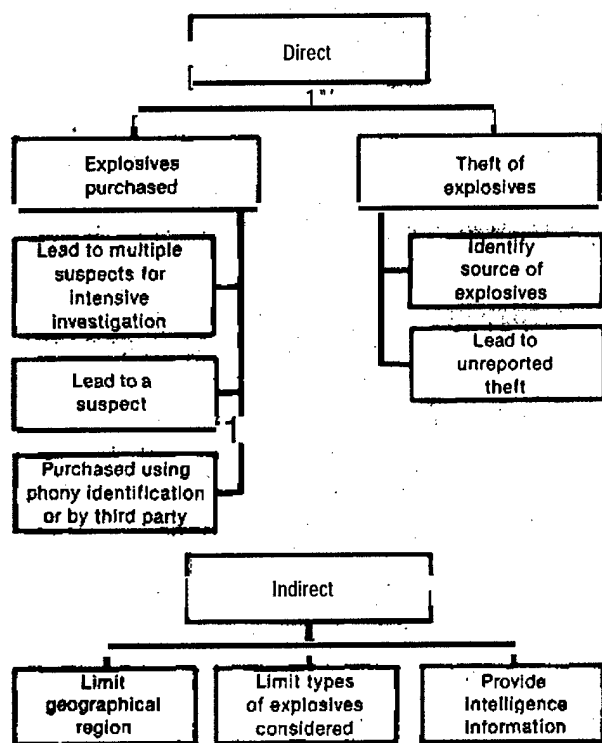 Direct
Explosives
purchased
Theft of
explosives
Lead to multiple
suspects for
intensive
investigation
Identify
source of
explosives
Lead to a
suspect
Lead to
unreported
theft
Purchased using
phony identification
or by third party
Indirect
Limit
geographical
region
Limit types
of explosives
considered
Provide
intelligence
information